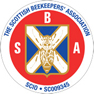 THE SCOTTISH BEEKEEPERS' ASSOCIATION
S B A
SCIO • SC009345